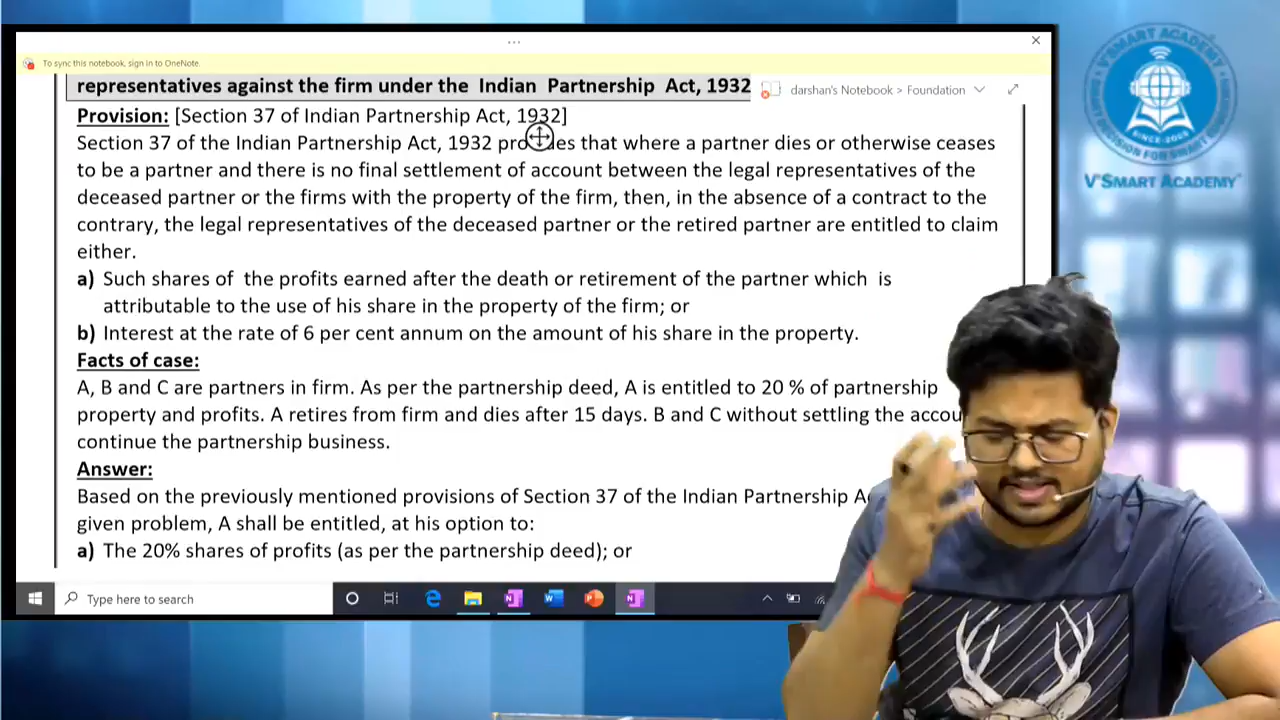 ...
To sync this notebook, sign in to OneNote.
representatives against the firm under the Indian Partnership Act, 1932
darshan's Notebook > Foundation
Provision: [Section 37 of Indian Partnership Act, 1932]
Section 37 of the Indian Partnership Act, 1932 that where a partner dies or otherwise ceases
to be a partner and there is no final settlement of account between the legal representatives of the
deceased partner or the firms with the property of the firm, then, in the absence of a contract to the
contrary, the legal representatives of the deceased partner or the retired partner are entitled to claim
either.
a) Such shares of the profits earned after the death or retirement of the partner which is
attributable to the use of his share in the property of the firm; or
b) Interest at the rate of 6 per cent annum on the amount of his share in the property.
Facts of case:
A, B and C are partners in firm. As per the partnership deed, A is entitled to 20 % of partnership
property and profits. A retires from firm and dies after 15 days. B and C without settling the accou
continue the partnership business.
Answer:
Based on the previously mentioned provisions of Section 37 of the Indian Partnership A
given problem, A shall be entitled, at his option to:
a) The 20% shares of profits (as per the partnership deed); or
Type here to search
V'SMART ACADEMY
SINCE-2005
V'SMART ACADEMY